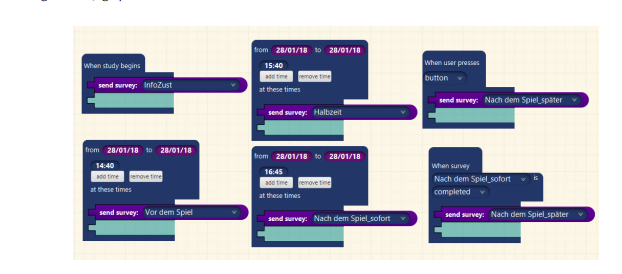 When study begins
send survey: InfoZust
from 28/01/18 to 28/01/18
15:40
add time remove time
at these times
send survey: Halbzeit
When user presses
button
send survey: Nach dem Spiel_später
from 28/01/18 to 28/01/18
14:40
add time remove time
at these times
send survey: Vor dem Spiel
from 28/01/18 to 28/01/18
16:45
add time remove time
at these times
send survey: Nach dem Spiel_sofort
When survey
Nach dem Spiel_sofort is
completed
send survey: Nach dem Spiel_später